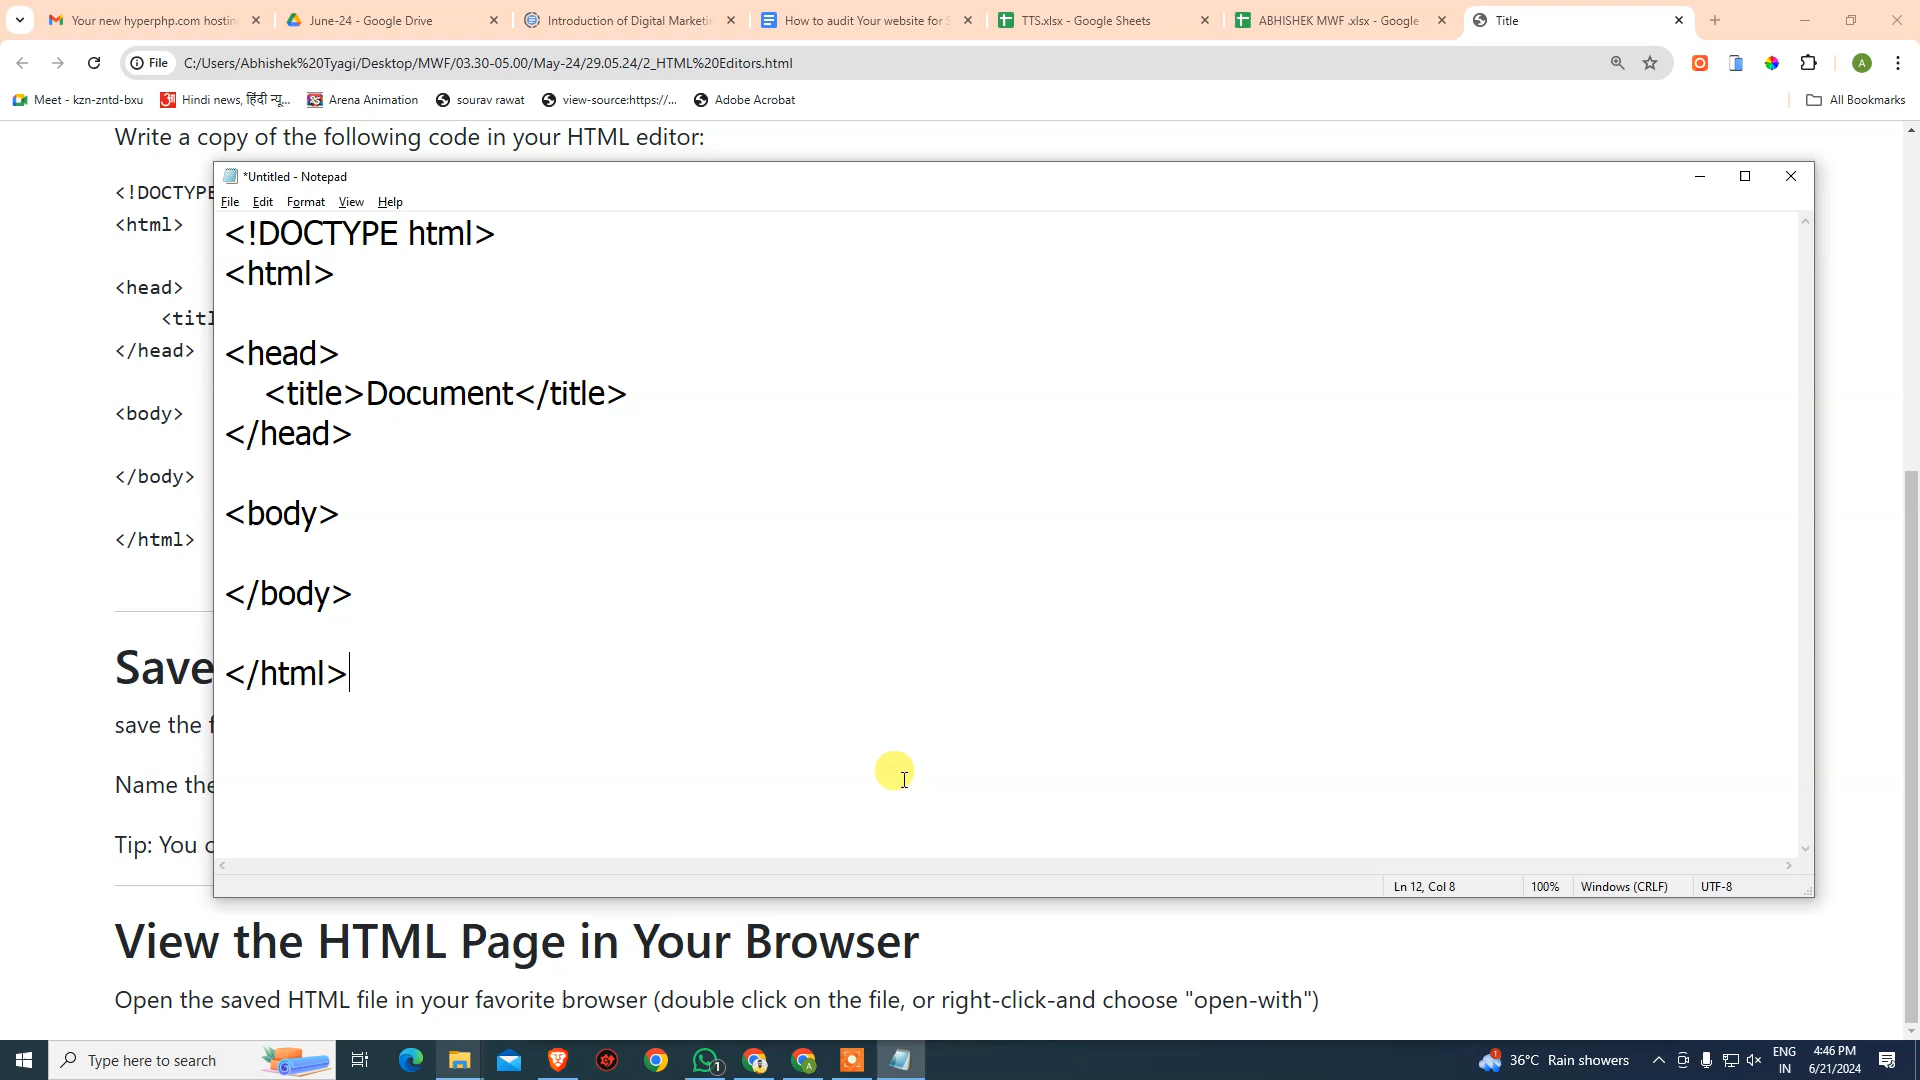 Your new hyperphp.com hostin
June-24 - Google Drive
Introduction of Digital Marketin
How to audit Your website for S
TTS.xlsx - Google Sheets
ABHISHEK MWF .xlsx - Google
Title
File
C:/Users/Abhishek%20Tyagi/Desktop/MWF/03.30-05.00/May-24/29.05.24/2_HTML%20Editors.html
A
Meet - kzn-zntd-bxu
Hindi news, हिंदी न्यू...
Arena Animation
sourav rawat
view-source:https://...
Adobe Acrobat
All Bookmarks
Write a copy of the following code in your HTML editor:
<!DOCTYPE
<html>
<head>
<titl
</head>
<body>
</body>
</html>
*Untitled - Notepad
File Edit Format View Help
<!DOCTYPE html>
<html>
<head>
<title>Document</title>
</head>
<body>
</body>
</html>
Ln 12, Col 8
100%
Windows (CRLF)
UTF-8
Save
save the f
Name the
Tip: You c
View the HTML Page in Your Browser
Open the saved HTML file in your favorite browser (double click on the file, or right-click-and choose "open-with")
Type here to search
1
A
1
36°C Rain showers
ENG
IN
4:46 PM
6/21/2024